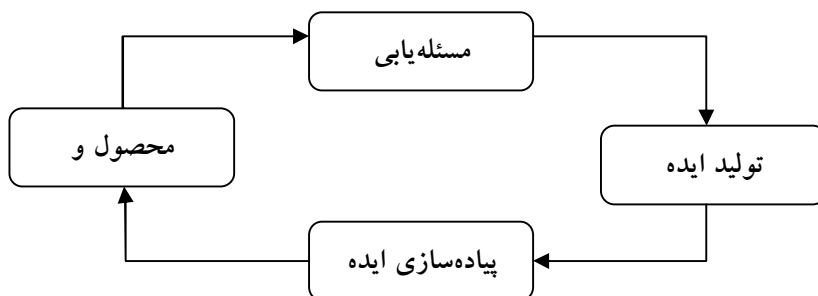 مسئله‌یابی
محصول و
تولید ایده
پیاده‌سازی ایده